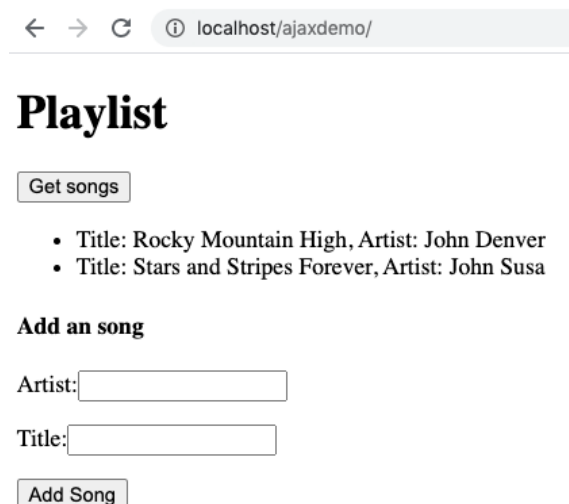 localhost/ajaxdemo/
Playlist
Get songs
• Title: Rocky Mountain High, Artist: John Denver
• Title: Stars and Stripes Forever, Artist: John Susa
Add an song
Artist:
Title:
Add Song